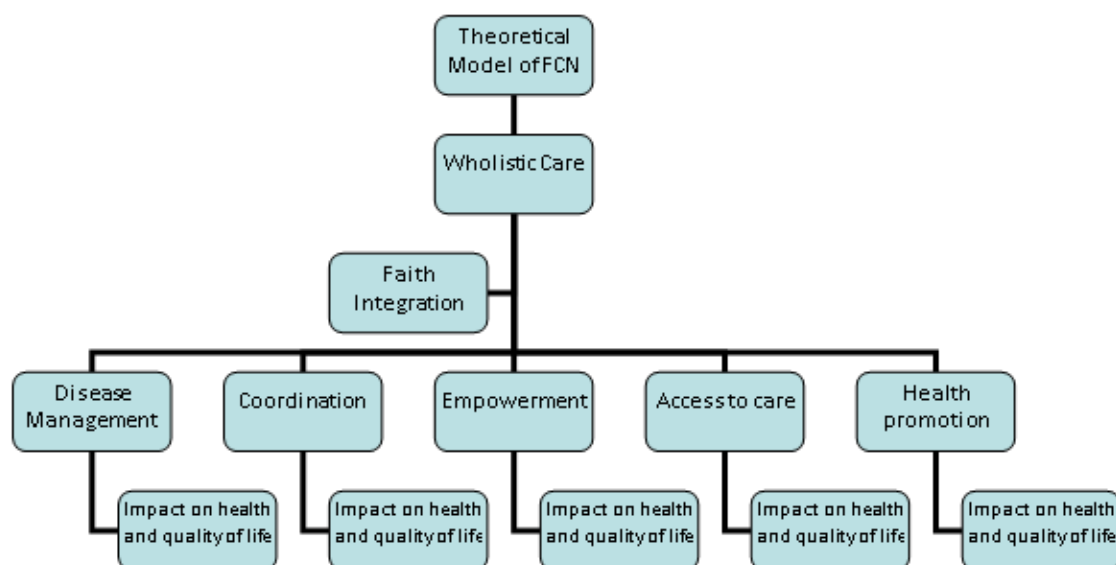 Theoretical
Model of FCN
Wholistic Care
Faith
Integration
Disease
Management
Coordination
Empowerment
Access to care
Health
promotion
Impact on health
and quality of life
Impact on health
and quality of life
Impact on health
and quality of life
Impact on health
and quality of life
Impact on health
and quality of life